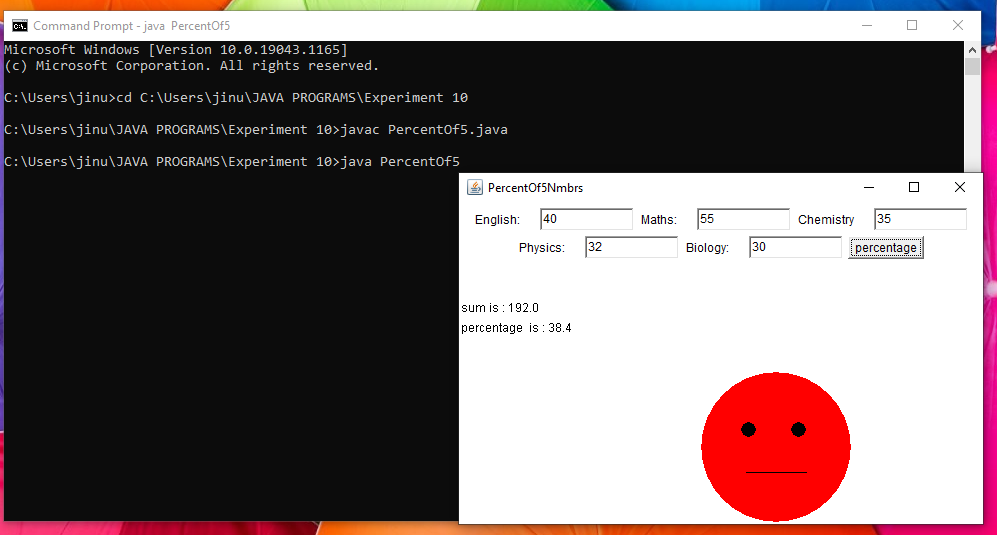 Command Prompt - java  PercentOf5
Microsoft Windows [Version 10.0.19043.1165]
(c) Microsoft Corporation. All rights reserved.
C:\Users\jinu>cd C:\Users\jinu\JAVA PROGRAMS\Experiment 10
C:\Users\jinu\JAVA PROGRAMS\Experiment 10>javac PercentOf5.java
C:\Users\jinu\JAVA PROGRAMS\Experiment 10>java PercentOf5
PercentOf5Nmbrs
English: 40 Maths: 55 Chemistry 35
Physics: 32 Biology: 30 percentage
sum is : 192.0
percentage  is : 38.4